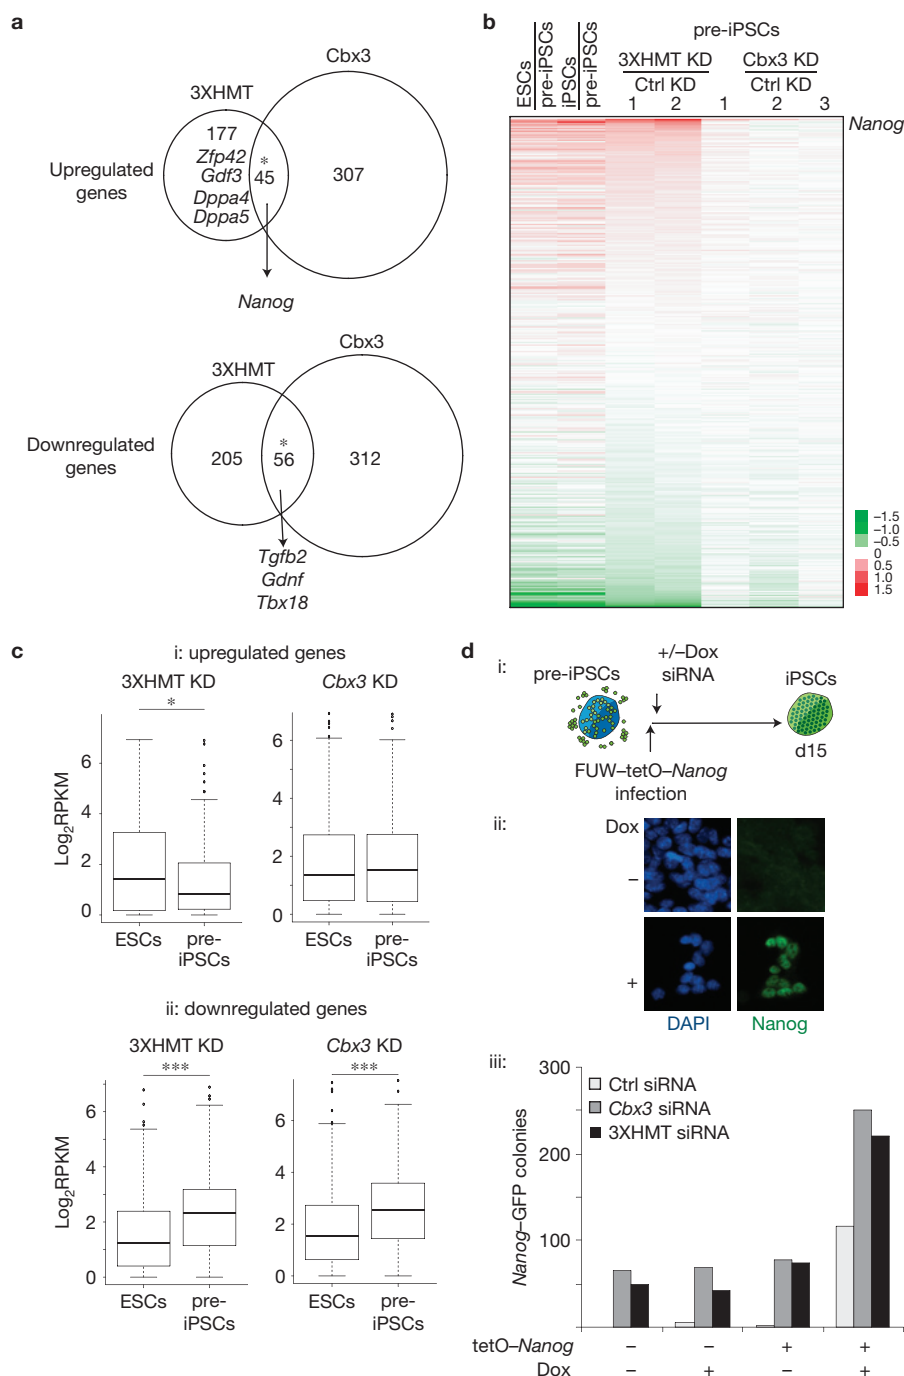 a
Cbx3
3XHMT
177
Zfp42
Gdf3
Dppa4
Dppa5
*
45
307
Upregulated
genes
Nanog
Cbx3
3XHMT
Downregulated
genes
205
*
56
312
Tgfb2
Gdnf
Tbx18
b
pre-iPSCs
ESCs
pre-iPSCs
iPSCs
pre-iPSCs
3XHMT KD
Ctrl KD
Cbx3 KD
Ctrl KD
1 2 1 2 3
Nanog
−1.5
−1.0
−0.5
0
0.5
1.0
1.5
c
i: upregulated genes
3XHMT KD
Cbx3 KD
*
Log2RPKM
6
4
2
0
6
4
2
0
ESCs
pre-
iPSCs
ESCs
pre-
iPSCs
ii: downregulated genes
3XHMT KD
Cbx3 KD
***
***
Log2RPKM
6
4
2
0
6
4
2
0
ESCs
pre-
iPSCs
ESCs
pre-
iPSCs
d
i:
+/−Dox
siRNA
pre-iPSCs
iPSCs
d15
FUW–tetO–Nanog
infection
ii:
Dox
−
+
DAPI
Nanog
iii:
300
200
100
Nanog–GFP colonies
Ctrl siRNA
Cbx3 siRNA
3XHMT siRNA
tetO–Nanog − − + +
Dox − + − +